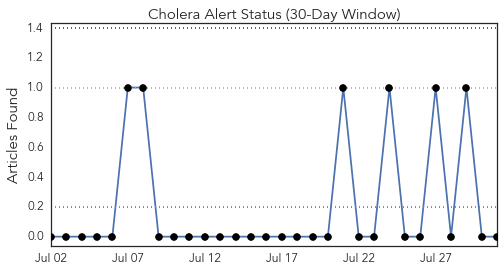 Cholera Alert Status (30-Day Window)
Articles Found
1.4
1.2
1.0
0.8
0.6
0.4
0.2
0.0
Jul 02 Jul 07 Jul 12 Jul 17 Jul 22 Jul 27